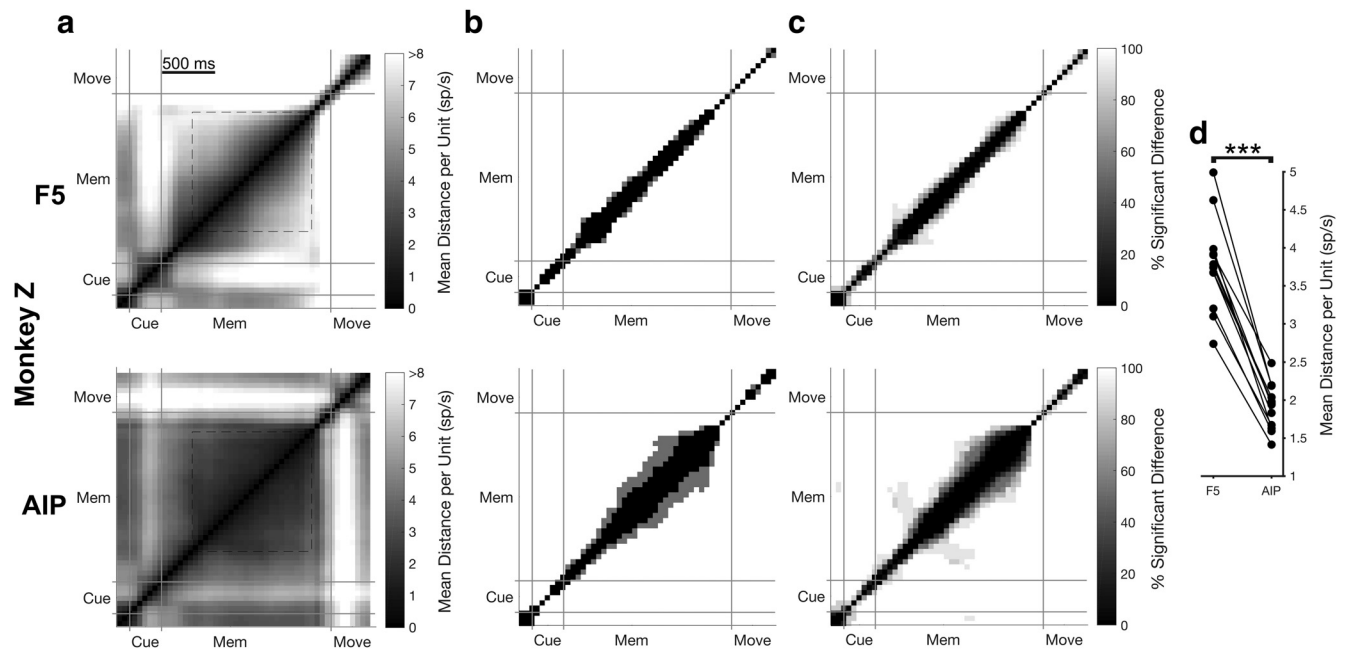 a
b
c
d
Monkey Z
F5
AIP
500 ms
Move
Mem
Cue
Cue Mem Move
>8
7
6
5
4
3
2
1
0
Mean Distance per Unit (sp/s)
Move
Mem
Cue
Cue Mem Move
Move
Mem
Cue
Cue Mem Move
100
80
60
40
20
0
% Significant Difference
Move
Mem
Cue
Cue Mem Move
>8
7
6
5
4
3
2
1
0
Mean Distance per Unit (sp/s)
Move
Mem
Cue
Cue Mem Move
Move
Mem
Cue
Cue Mem Move
100
80
60
40
20
0
% Significant Difference
***
5
4.5
4
3.5
3
2.5
2
1.5
1
Mean Distance per Unit (sp/s)
F5 AIP